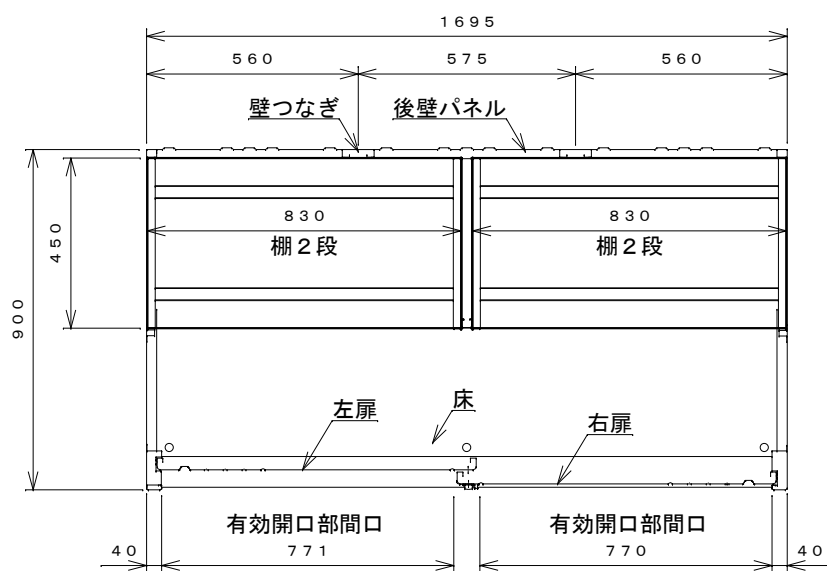 1695
560 575 560
壁つなぎ 後壁パネル
830 830
棚2段 棚2段
450
900
左扉 床 右扉
有効開口部間口 有効開口部間口
40 771 770 40